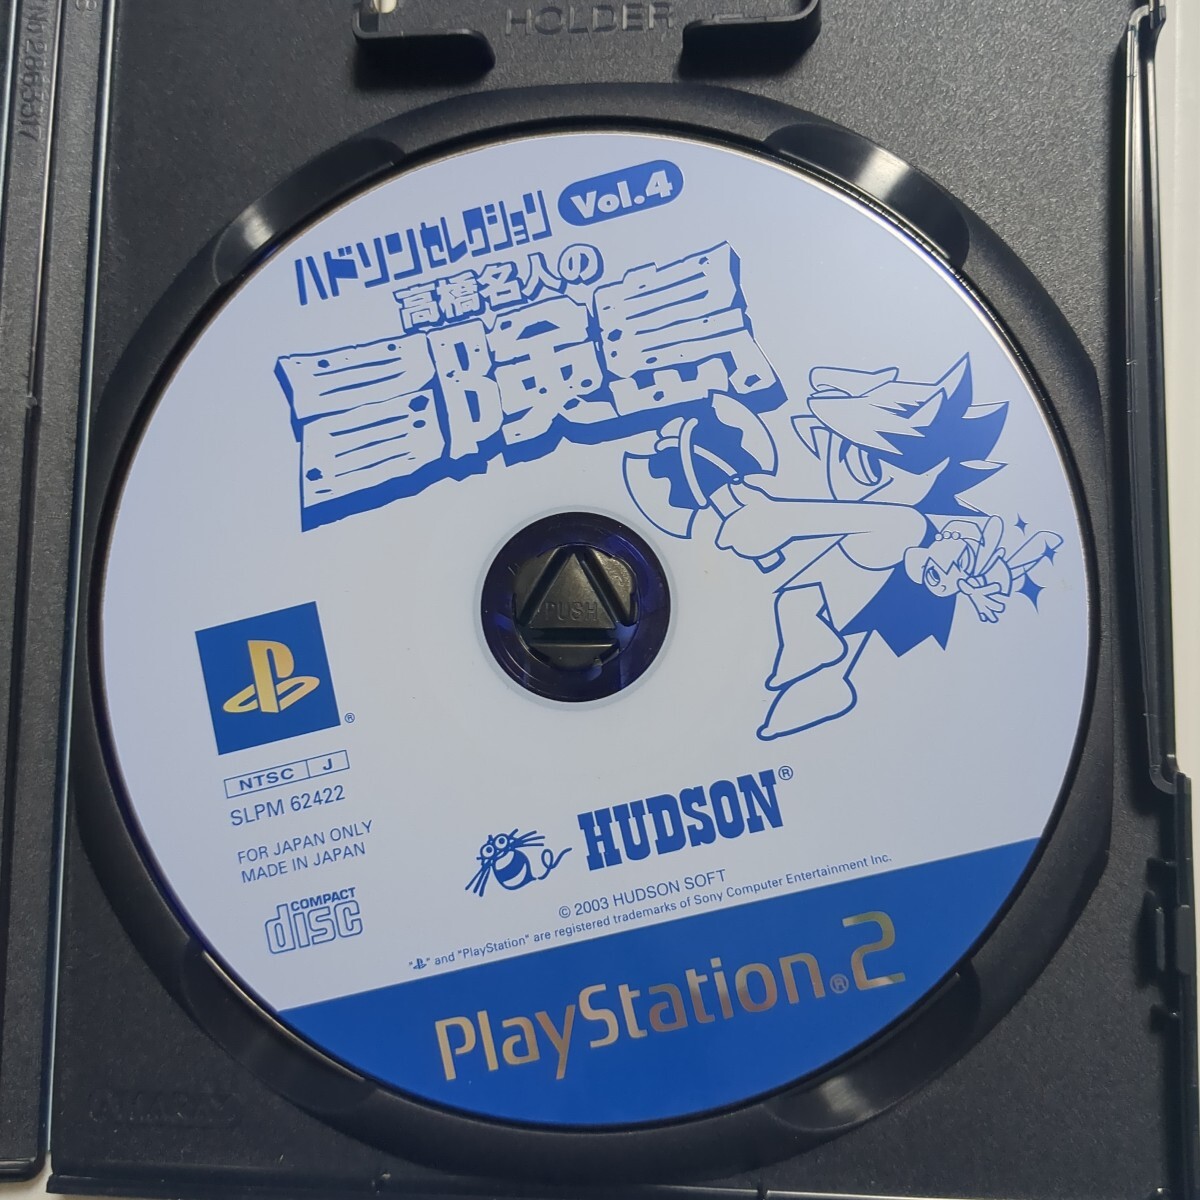 HOLDER
ハドソンセレクション Vol.4
高橋名人の
冒険島
PUSH
®
NTSC J
SLPM 62422
FOR JAPAN ONLY
MADE IN JAPAN
COMPACT
disc
HUDSON®
© 2003 HUDSON SOFT
" " and "PlayStation" are registered trademarks of Sony Computer Entertainment Inc.
PlayStation®2